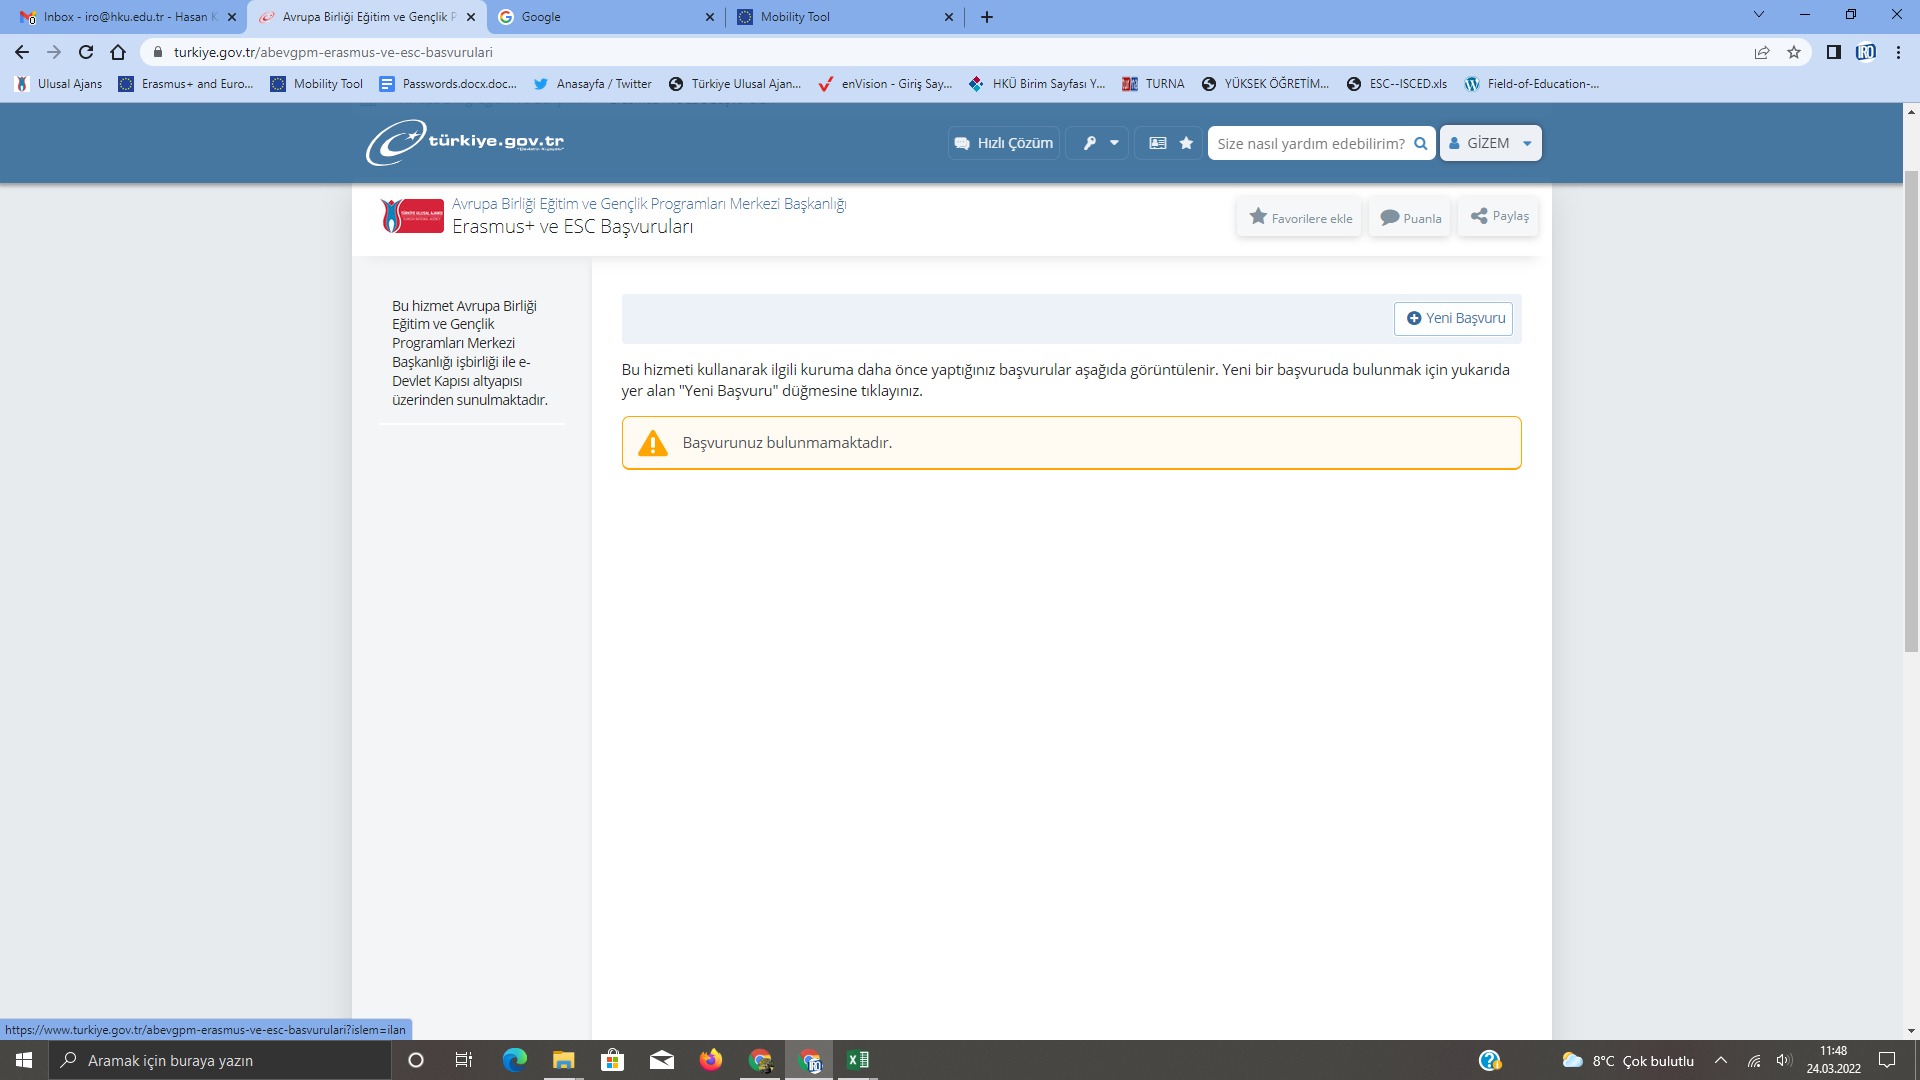 Inbox - iro@hku.edu.tr - Hasan K
Avrupa Birliği Eğitim ve Gençlik P
Google
Mobility Tool
turkiye.gov.tr/abevgpm-erasmus-ve-esc-basvurulari
Ulusal Ajans
Erasmus+ and Euro...
Mobility Tool
Passwords.docx.doc...
Anasayfa / Twitter
Türkiye Ulusal Ajan...
enVision - Giriş Say...
HKÜ Birim Sayfası Y...
TURNA
YÜKSEK ÖĞRETİM...
ESC--ISCED.xls
Field-of-Education-...
türkiye.gov.tr
Hızlı Çözüm
Size nasıl yardım edebilirim?
GİZEM
Avrupa Birliği Eğitim ve Gençlik Programları Merkezi Başkanlığı
Erasmus+ ve ESC Başvuruları
Favorilere ekle
Puanla
Paylaş
Bu hizmet Avrupa Birliği
Eğitim ve Gençlik
Programları Merkezi
Başkanlığı işbirliği ile e-
Devlet Kapısı altyapısı
üzerinden sunulmaktadır.
Yeni Başvuru
Bu hizmeti kullanarak ilgili kuruma daha önce yaptığınız başvurular aşağıda görüntülenir. Yeni bir başvuruda bulunmak için yukarıda
yer alan "Yeni Başvuru" düğmesine tıklayınız.
Başvurunuz bulunmamaktadır.
https://www.turkiye.gov.tr/abevgpm-erasmus-ve-esc-basvurulari?islem=ilan
Aramak için buraya yazın
8°C Çok bulutlu
11:48
24.03.2022